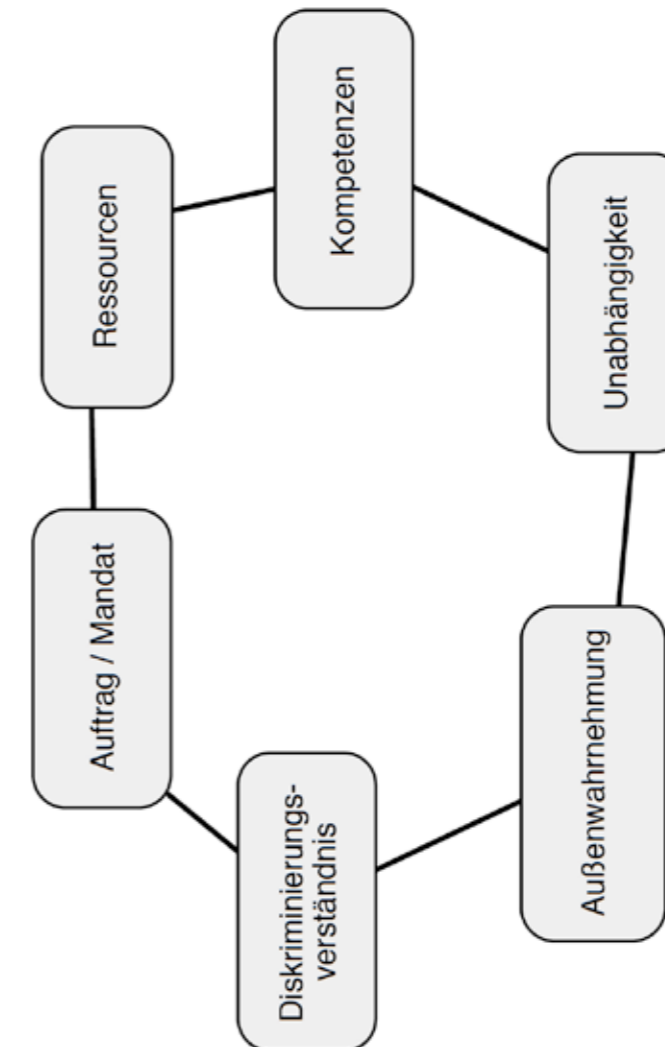 Auftrag / Mandat
Ressourcen
Kompetenzen
Unabhängigkeit
Außenwahrnehmung
Diskriminierungs-
verständnis